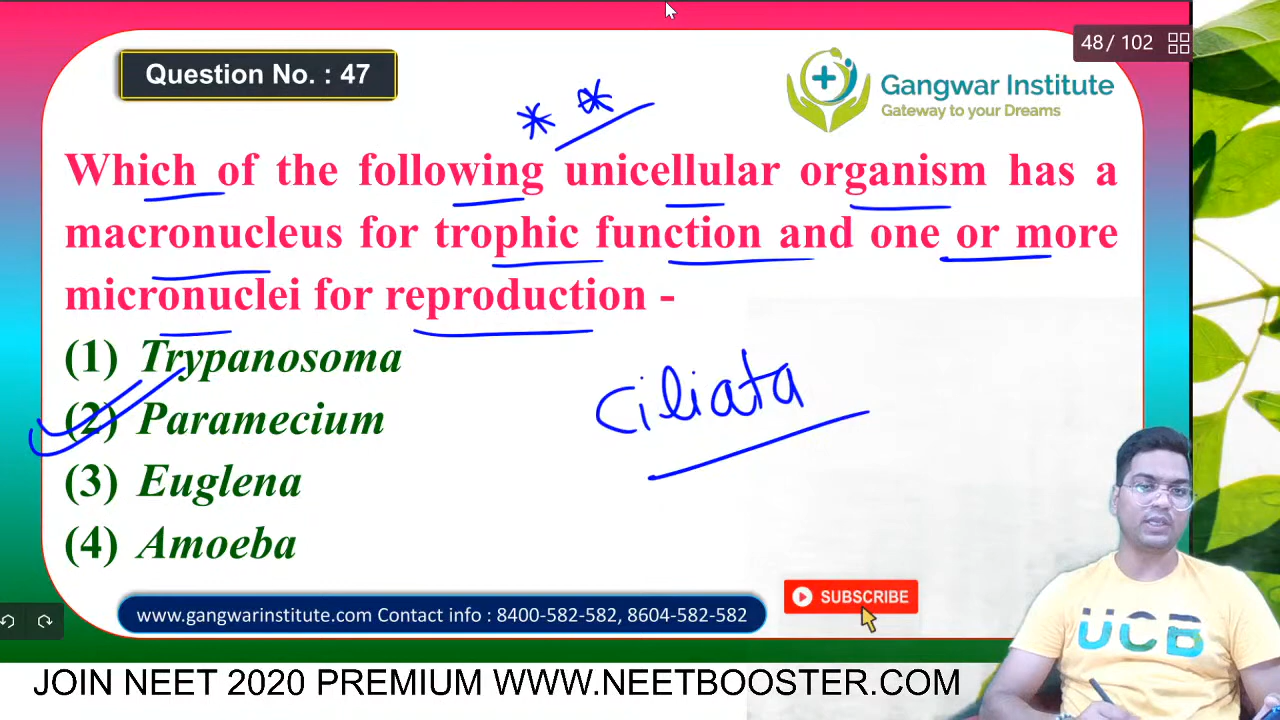 48 / 102
Question No. : 47
Gangwar Institute
Gateway to your Dreams
* *
Which of the following unicellular organism has a
macronucleus for trophic function and one or more
micronuclei for reproduction -
(1) Trypanosoma
(2) Paramecium
(3) Euglena
(4) Amoeba
ciliata
www.gangwarinstitute.com Contact info : 8400-582-582, 8604-582-582
SUBSCRIBE
UCB
JOIN NEET 2020 PREMIUM WWW.NEETBOOSTER.COM